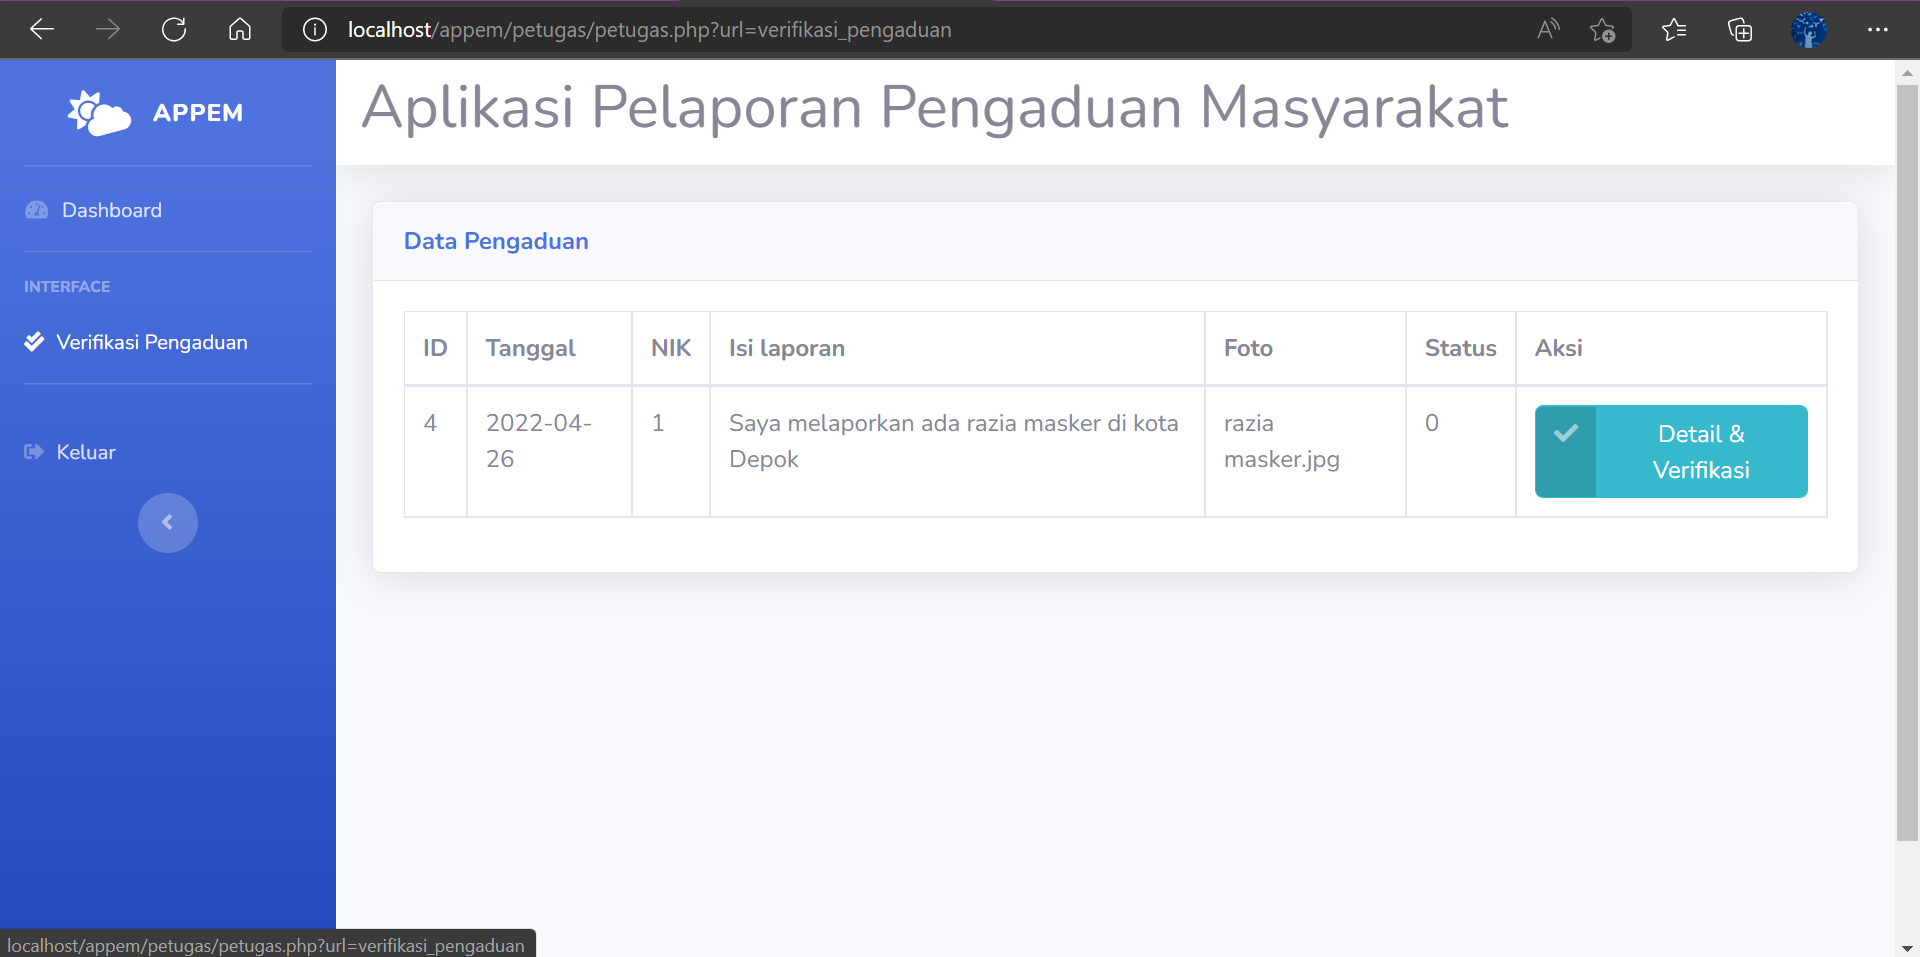 localhost/appem/petugas/petugas.php?url=verifikasi_pengaduan
APPEM
Aplikasi Pelaporan Pengaduan Masyarakat
Dashboard
INTERFACE
Verifikasi Pengaduan
Keluar
Data Pengaduan
ID Tanggal NIK Isi laporan Foto Status Aksi
4 2022-04- 1 Saya melaporkan ada razia masker di kota razia 0 Detail &
26 Depok masker.jpg Verifikasi
localhost/appem/petugas/petugas.php?url=verifikasi_pengaduan